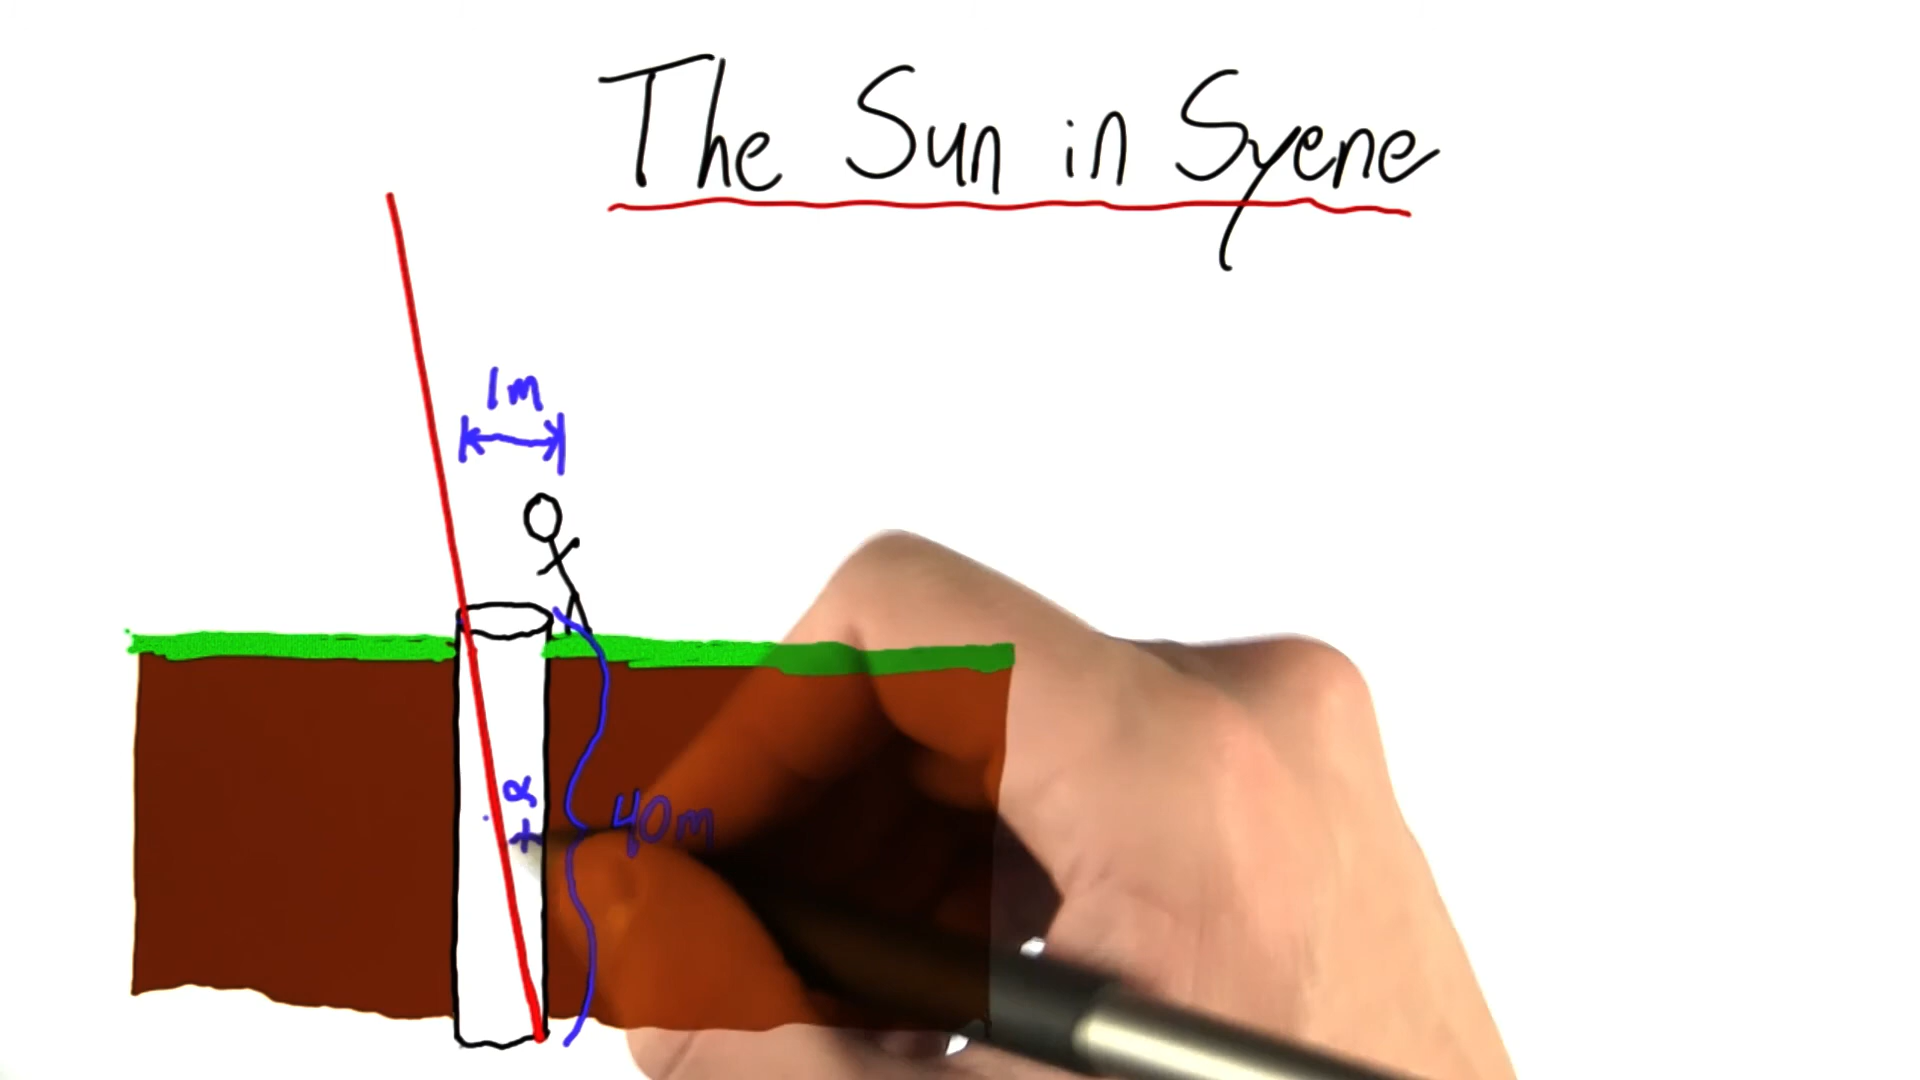 The Sun in Syene
1m
α
40m